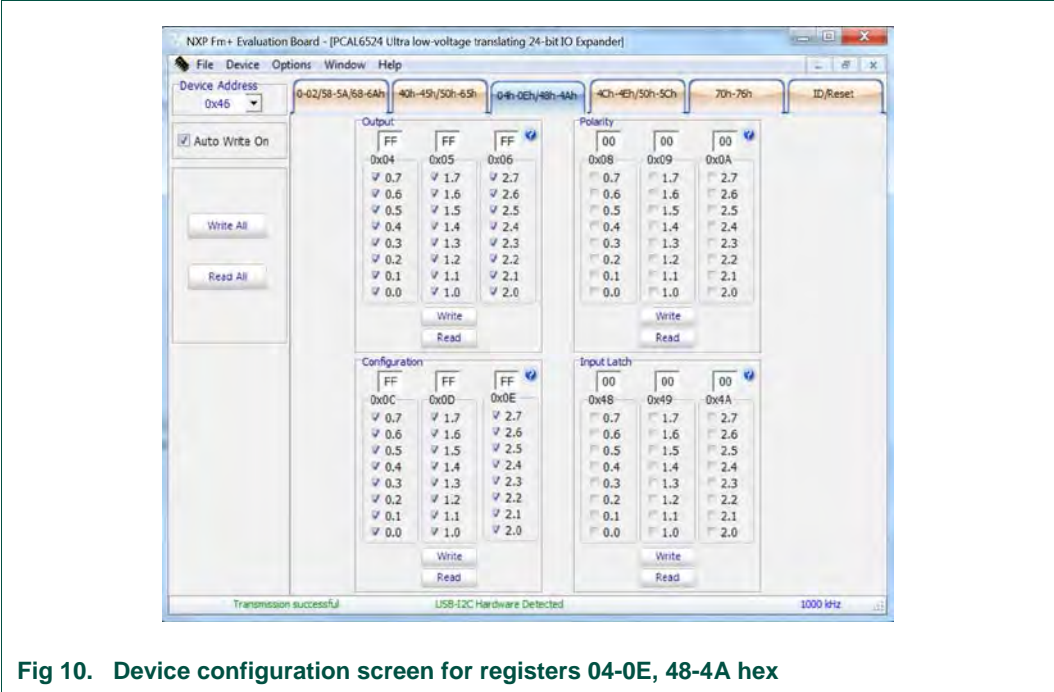 NXP Fm+ Evaluation Board - [PCAL6524 Ultra low-voltage translating 24-bit IO Expander]
File Device Options Window Help
Device Address
0x46
0-02/58-5A/68-6Ah 40h-45h/50h-65h 04h-0Eh/48h-4Ah 4Ch-4Eh/50h-5Ch 70h-76h ID/Reset
Auto Write On
Write All
Read All
Output
FF FF FF
0x04 0x05 0x06
0.7 1.7 2.7
0.6 1.6 2.6
0.5 1.5 2.5
0.4 1.4 2.4
0.3 1.3 2.3
0.2 1.2 2.2
0.1 1.1 2.1
0.0 1.0 2.0
Write
Read
Polarity
00 00 00
0x08 0x09 0x0A
0.7 1.7 2.7
0.6 1.6 2.6
0.5 1.5 2.5
0.4 1.4 2.4
0.3 1.3 2.3
0.2 1.2 2.2
0.1 1.1 2.1
0.0 1.0 2.0
Write
Read
Configuration
FF FF FF
0x0C 0x0D 0x0E
0.7 1.7 2.7
0.6 1.6 2.6
0.5 1.5 2.5
0.4 1.4 2.4
0.3 1.3 2.3
0.2 1.2 2.2
0.1 1.1 2.1
0.0 1.0 2.0
Write
Read
Input Latch
00 00 00
0x48 0x49 0x4A
0.7 1.7 2.7
0.6 1.6 2.6
0.5 1.5 2.5
0.4 1.4 2.4
0.3 1.3 2.3
0.2 1.2 2.2
0.1 1.1 2.1
0.0 1.0 2.0
Write
Read
Transmission successful USB-I2C Hardware Detected 1000 kHz
Fig 10. Device configuration screen for registers 04-0E, 48-4A hex